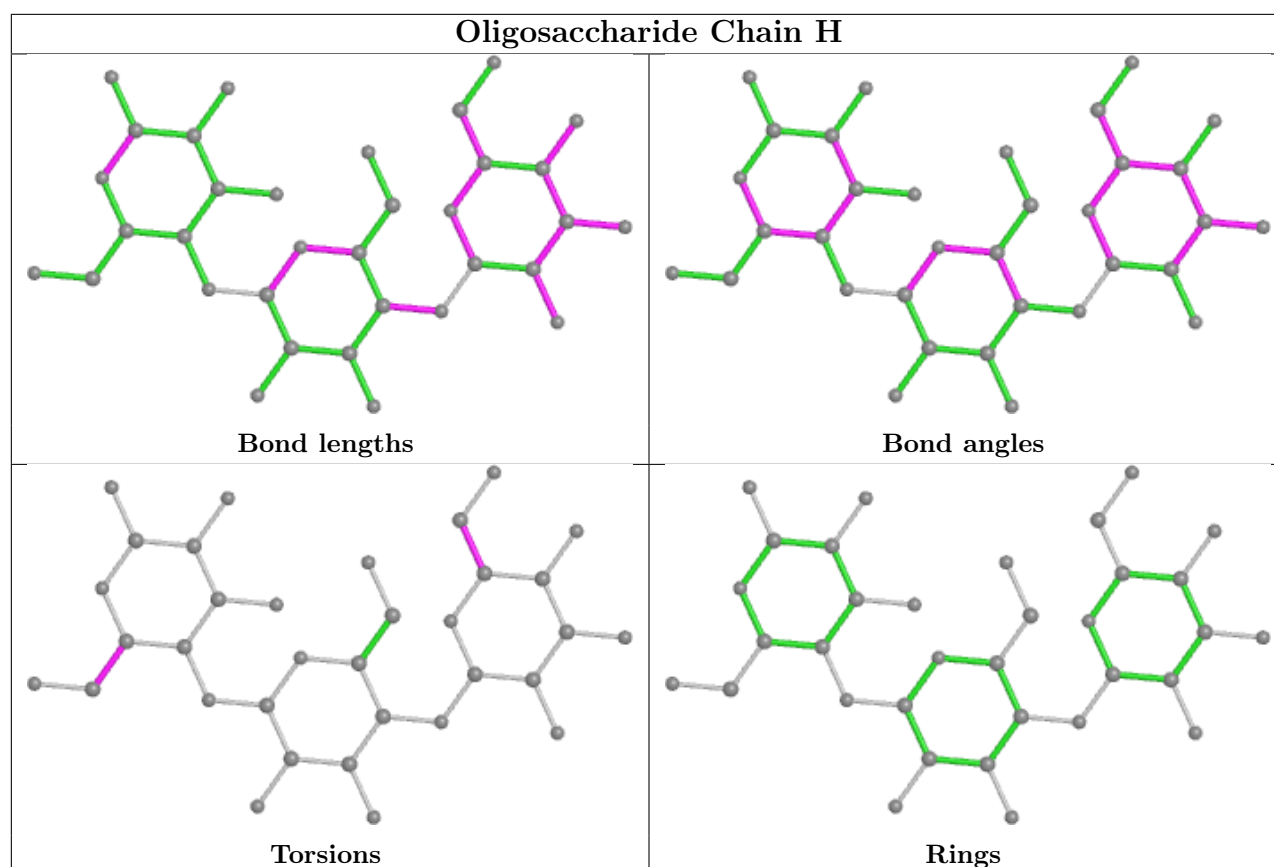 Oligosaccharide Chain H
Bond lengths
Bond angles
Torsions
Rings